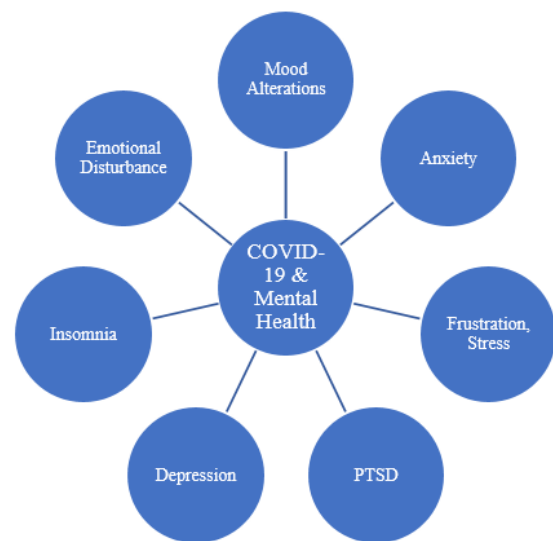 Mood
Alterations
Emotional
Disturbance
Anxiety
COVID-
19 &
Mental
Health
Insomnia
Frustration,
Stress
Depression
PTSD